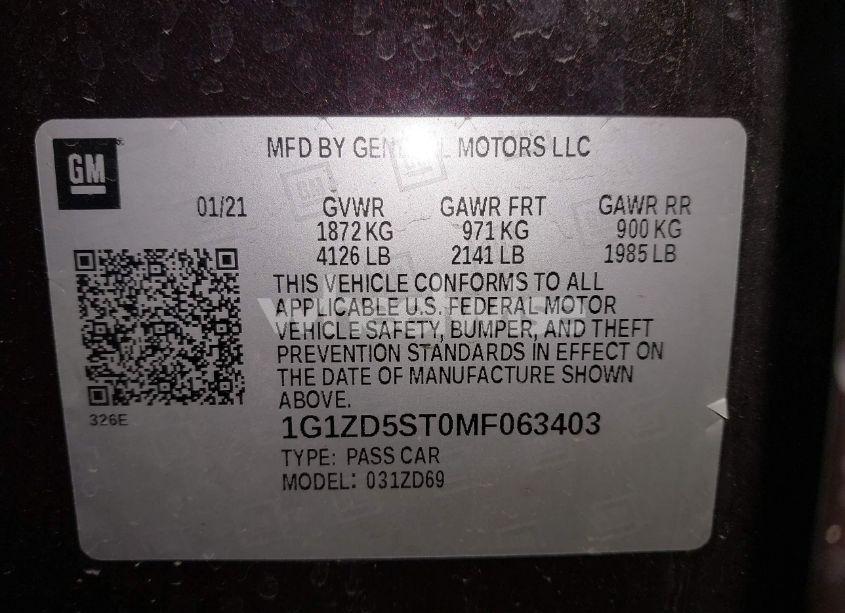 GM
MFD BY GENERAL MOTORS LLC
01/21 GVWR GAWR FRT GAWR RR
1872 KG 971 KG 900 KG
4126 LB 2141 LB 1985 LB
THIS VEHICLE CONFORMS TO ALL
APPLICABLE U.S. FEDERAL MOTOR
VEHICLE SAFETY, BUMPER, AND THEFT
PREVENTION STANDARDS IN EFFECT ON
THE DATE OF MANUFACTURE SHOWN
ABOVE.
326E
1G1ZD5ST0MF063403
TYPE: PASS CAR
MODEL: 031ZD69